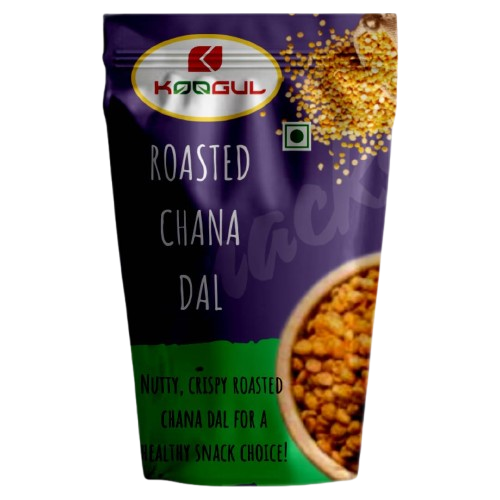 KOOGUL
ROASTED
CHANA
DAL
NUTTY, CRISPY ROASTED
CHANA DAL FOR A
HEALTHY SNACK CHOICE!